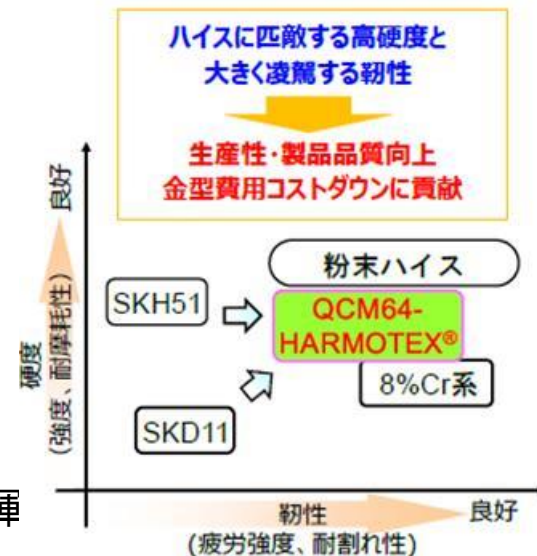 ハイスに匹敵する高硬度と
大きく凌駕する靭性
生産性・製品品質向上
金型費用コストダウンに貢献
良好
硬度
(強度、耐摩耗性)
粉末ハイス
SKH51
QCM64-
HARMOTEX®
8%Cr系
SKD11
靭性
良好
(疲労強度、耐割れ性)